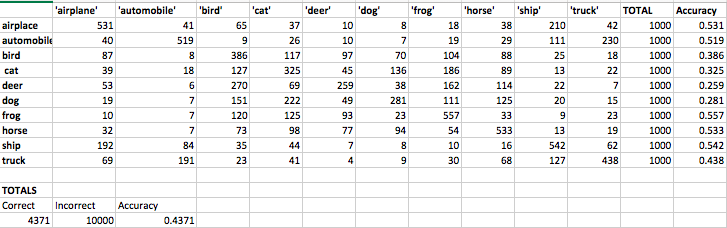 'airplane' 'automobile' 'bird' 'cat' 'deer' 'dog' 'frog' 'horse' 'ship' 'truck' TOTAL Accuracy
airplace 531 41 65 37 10 8 18 38 210 42 1000 0.531
automobile 40 519 9 26 10 7 19 29 111 230 1000 0.519
bird 87 8 386 117 97 70 104 88 25 18 1000 0.386
cat 39 18 127 325 45 136 186 89 13 22 1000 0.325
deer 53 6 270 69 259 38 162 114 22 7 1000 0.259
dog 19 7 151 222 49 281 111 125 20 15 1000 0.281
frog 10 7 120 125 93 23 557 33 9 23 1000 0.557
horse 32 7 73 98 77 94 54 533 13 19 1000 0.533
ship 192 84 35 44 7 8 10 16 542 62 1000 0.542
truck 69 191 23 41 4 9 30 68 127 438 1000 0.438
TOTALS
Correct Incorrect Accuracy
4371 10000 0.4371